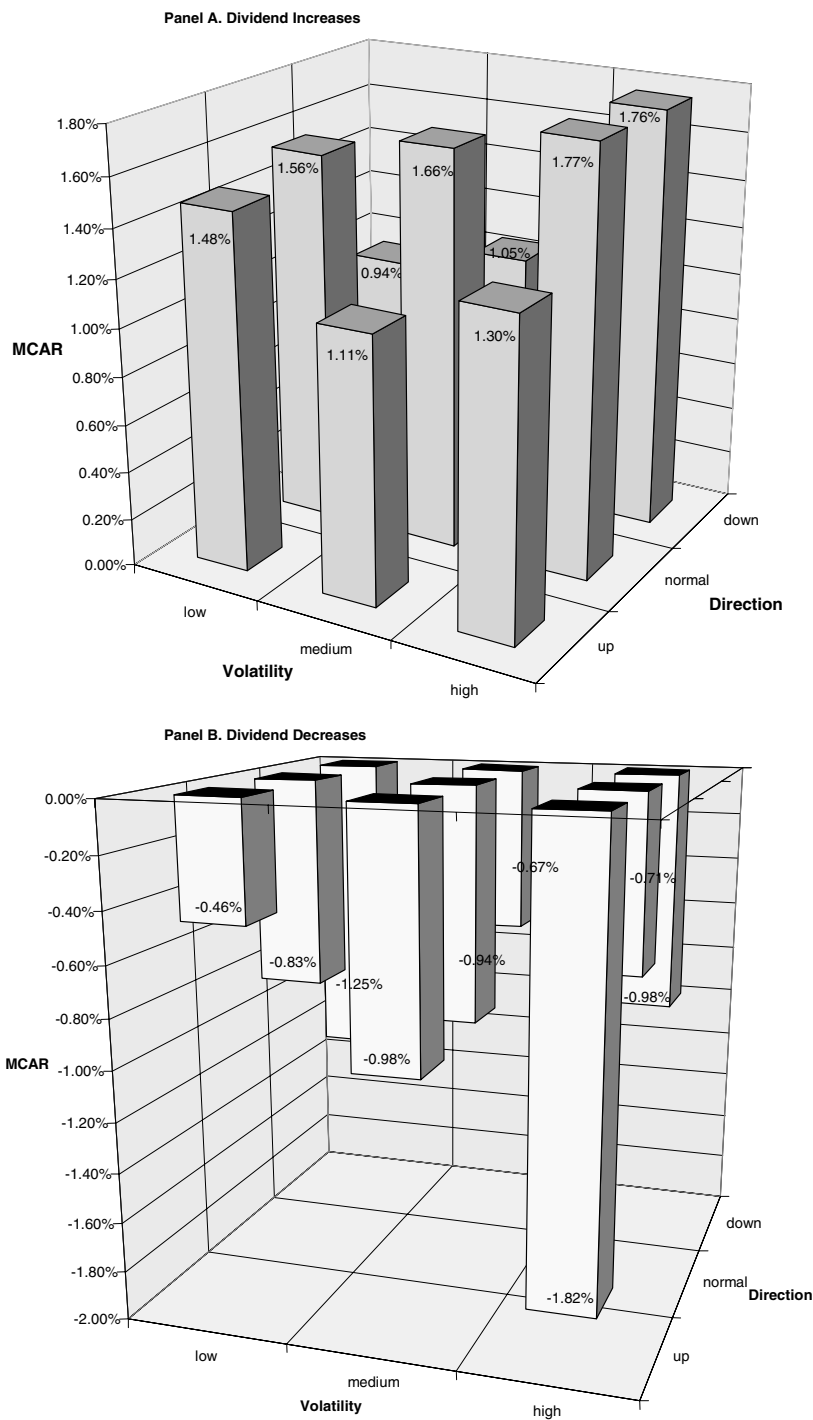 Panel A. Dividend Increases
1.80%
1.60%
1.40%
1.20%
1.00%
0.80%
0.60%
0.40%
0.20%
0.00%
MCAR
1.48%
1.56%
0.94%
1.11%
1.66%
1.05%
1.30%
1.77%
1.76%
low
medium
high
Volatility
up
normal
down
Direction
Panel B. Dividend Decreases
0.00%
-0.20%
-0.40%
-0.60%
-0.80%
-1.00%
-1.20%
-1.40%
-1.60%
-1.80%
-2.00%
MCAR
-0.46%
-0.83%
-1.25%
-0.98%
-0.94%
-0.67%
-1.82%
-0.71%
-0.98%
low
medium
high
Volatility
up
normal
down
Direction